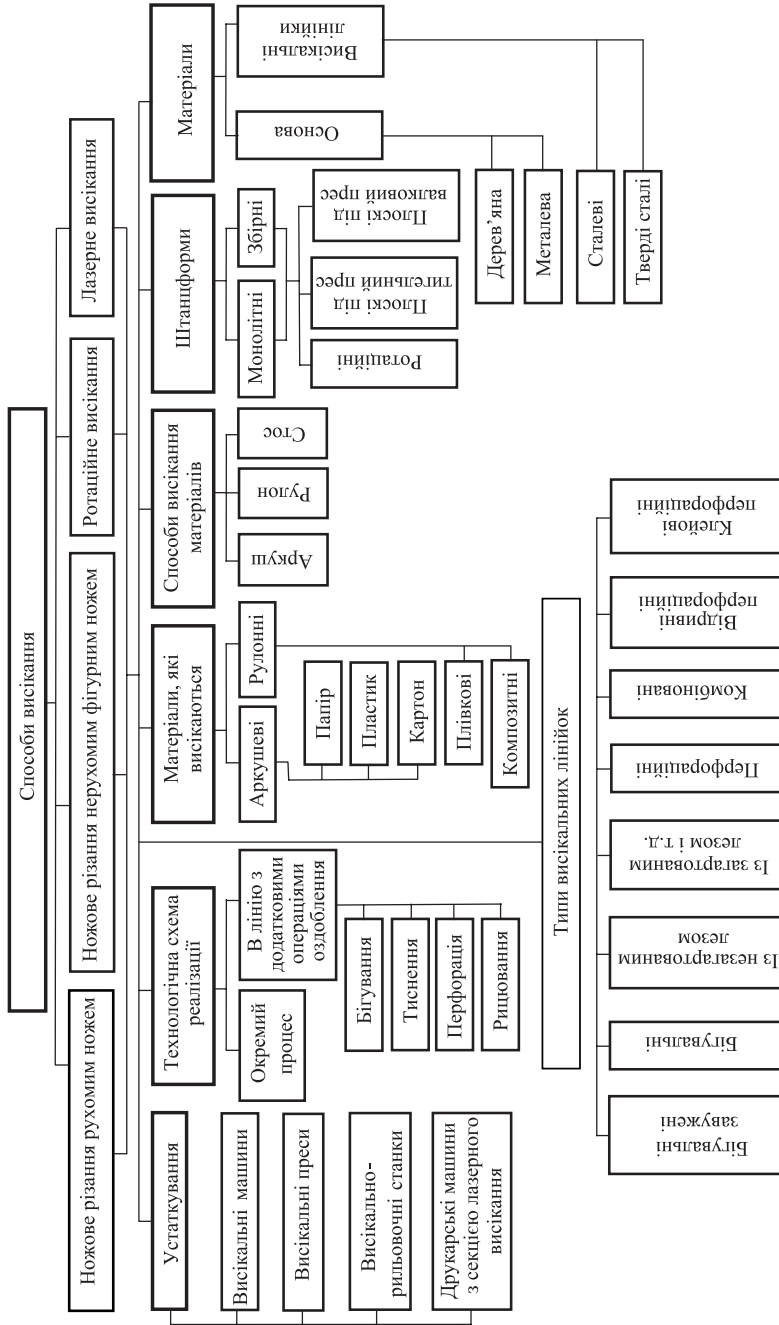 Способи висікання
Ножове різання рухомим ножем
Ножове різання нерухомим фігурним ножем
Ротаційне висікання
Лазерне висікання
Устаткування
Висікальні машини
Висікальні преси
Висікально-
рильовочні станки
Друкарські машини
з секцією лазерного
висікання
Технологічна схема
реалізації
Окремий
процес
В лінію з
додатковими
операціями
оздоблення
Бігування
Тиснення
Перфорація
Рицювання
Матеріали, які
висікаються
Аркушеві
Рулонні
Папір
Пластик
Картон
Плівкові
Композитні
Способи висікання
матеріалів
Аркуш
Рулон
Стос
Штанцформи
Монолітні
Збірні
Ротаційні
Плоскі під
тигельний прес
Плоскі під
валковий прес
Матеріали
Основа
Висікальні
лінійки
Дерев’яна
Металева
Сталеві
Тверді сталі
Типи висікальних лінійок
Бігувальні
завужені
Бігувальні
Із незагартованим
лезом
Із загартованим
лезом і т.д.
Перфораційні
Комбіновані
Відривні
перфораційні
Клейові
перфораційні